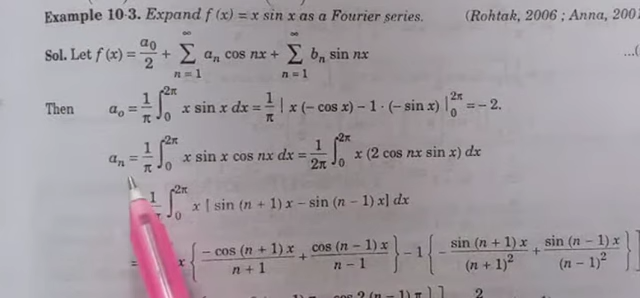 Example 10·3. Expand f (x) = x sin x as a Fourier series. (Rohtak, 2006 ; Anna, 200
Sol. Let f (x) = a₀/2 + ∑_{n = 1}^{∞} aₙ cos nx + ∑_{n = 1}^{∞} bₙ sin nx ...(
Then aₒ = 1/π ∫₀^{2π} x sin x dx = 1/π | x (– cos x) – 1 · (– sin x) |₀^{2π} = – 2.
aₙ = 1/π ∫₀^{2π} x sin x cos nx dx = 1/2π ∫₀^{2π} x (2 cos nx sin x) dx
∫₀^{2π} x [ sin (n + 1) x – sin (n – 1) x] dx
x { – cos (n + 1) x / n + 1 + cos (n – 1) x / n – 1 } – 1 { – sin (n + 1) x / (n + 1)² + sin (n – 1) x / (n – 1)² } ]